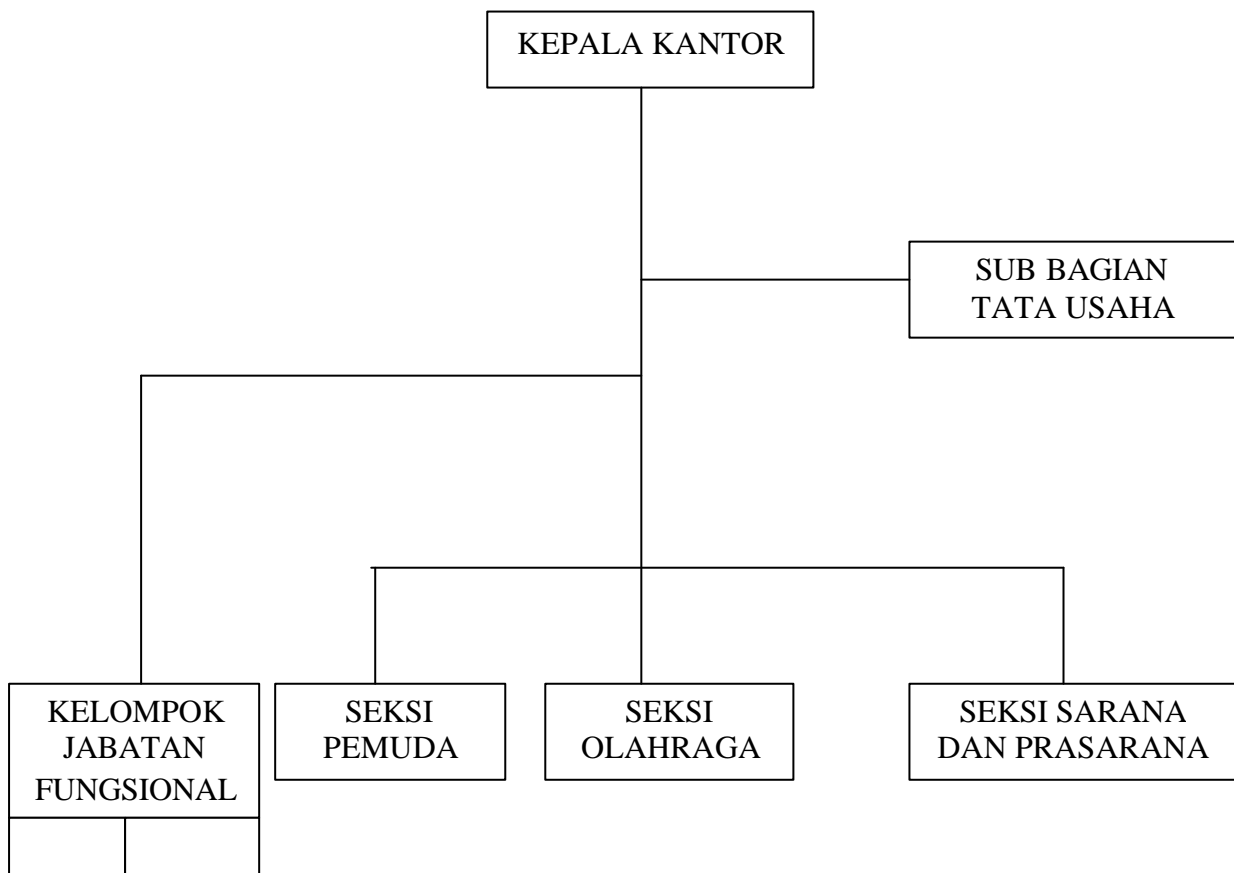 KEPALA KANTOR
SUB BAGIAN
TATA USAHA
KELOMPOK
JABATAN
FUNGSIONAL
SEKSI
PEMUDA
SEKSI
OLAHRAGA
SEKSI SARANA
DAN PRASARANA